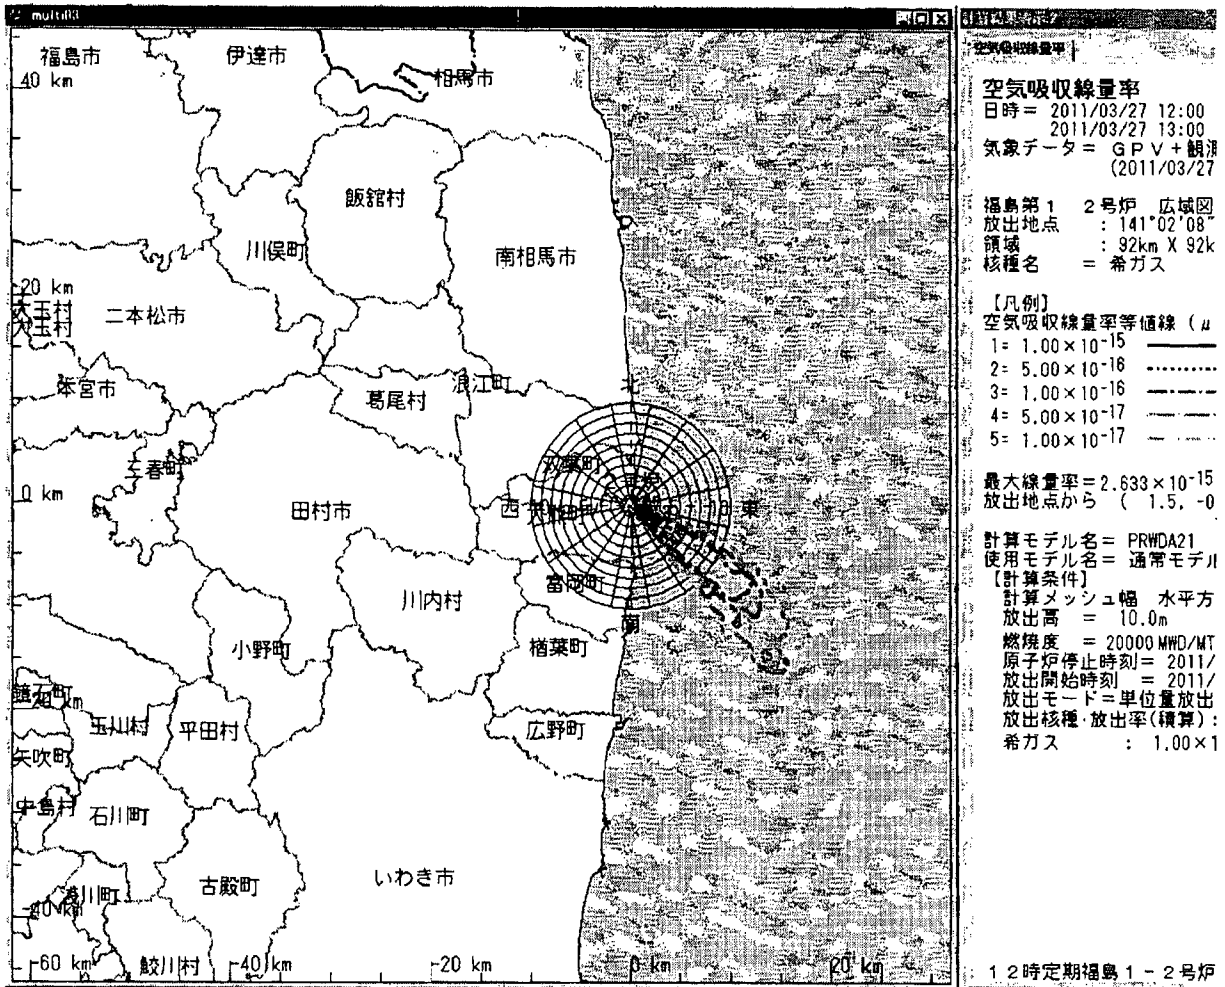 multi03
福島市
伊達市
相馬市
40 km
飯舘村
川俣町
南相馬市
20 km
大玉村
大玉村
二本松市
本宮市
浪江町
北
葛尾村
双葉町
三春町
0 km
田村市
西
東
富岡町
川内村
南
楢葉町
小野町
鏡石町
-20 km
玉川村
平田村
広野町
矢吹町
中島村
石川町
古殿町
いわき市
浅川町
-40 km
-60 km
鮫川村
-40 km
-20 km
0 km
20 km
空気吸収線量率
空気吸収線量率
日時= 2011/03/27 12:00
2011/03/27 13:00
気象データ= GPV+観測
(2011/03/27
福島第1 2号炉 広域図
放出地点 : 141°02'08"
領域 : 92km X 92k
核種名 = 希ガス
【凡例】
空気吸収線量率等値線 (μ
1= 1.00×10⁻¹⁵
2= 5.00×10⁻¹⁶
3= 1.00×10⁻¹⁶
4= 5.00×10⁻¹⁷
5= 1.00×10⁻¹⁷
最大線量率=2.633×10⁻¹⁵
放出地点から ( 1.5, -0
計算モデル名= PRWDA21
使用モデル名= 通常モデル
【計算条件】
計算メッシュ幅 水平方
放出高 = 10.0m
燃焼度 = 20000MWD/MT
原子炉停止時刻= 2011/
放出開始時刻 = 2011/
放出モード=単位量放出
放出核種・放出率(積算):
希ガス : 1.00×1
12時定期福島1-2号炉